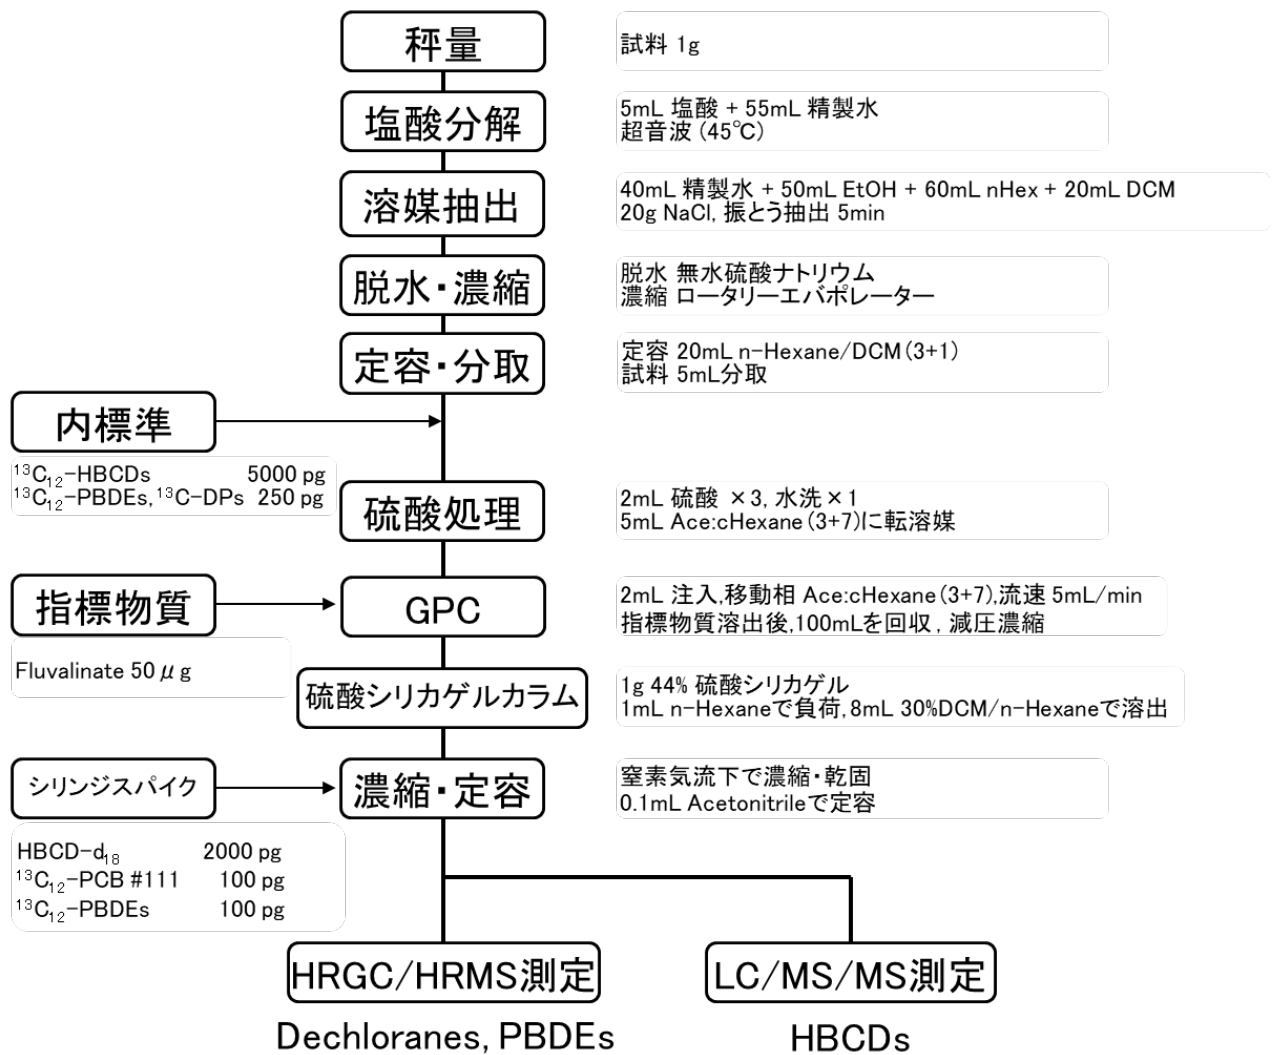 秤量
試料 1g
塩酸分解
5mL 塩酸 + 55mL 精製水
超音波 (45℃)
溶媒抽出
40mL 精製水 + 50mL EtOH + 60mL nHex + 20mL DCM
20g NaCl, 振とう抽出 5min
脱水・濃縮
脱水 無水硫酸ナトリウム
濃縮 ロータリーエバポレーター
定容・分取
定容 20mL n-Hexane/DCM(3+1)
試料 5mL分取
内標準
¹³C₁₂-HBCDs 5000 pg
¹³C₁₂-PBDEs, ¹³C-DPs 250 pg
硫酸処理
2mL 硫酸 ×3, 水洗×1
5mL Ace:cHexane(3+7)に転溶媒
指標物質
Fluvalinate 50μg
GPC
2mL 注入,移動相 Ace:cHexane(3+7),流速 5mL/min
指標物質溶出後,100mLを回収, 減圧濃縮
硫酸シリカゲルカラム
1g 44% 硫酸シリカゲル
1mL n-Hexaneで負荷,8mL 30%DCM/n-Hexaneで溶出
シリンジスパイク
HBCD-d₁₈ 2000 pg
¹³C₁₂-PCB #111 100 pg
¹³C₁₂-PBDEs 100 pg
濃縮・定容
窒素気流下で濃縮・乾固
0.1mL Acetonitrileで定容
HRGC/HRMS測定
Dechloranes, PBDEs
LC/MS/MS測定
HBCDs